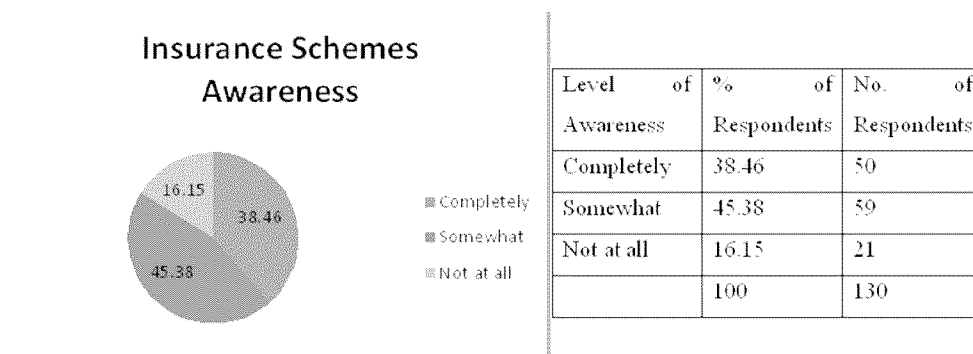 Insurance Schemes
Awareness
16.15
38.46
45.38
Completely
Somewhat
Not at all
Level of % of No. of
Awareness Respondents Respondents
Completely 38.46 50
Somewhat 45.38 59
Not at all 16.15 21
100 130